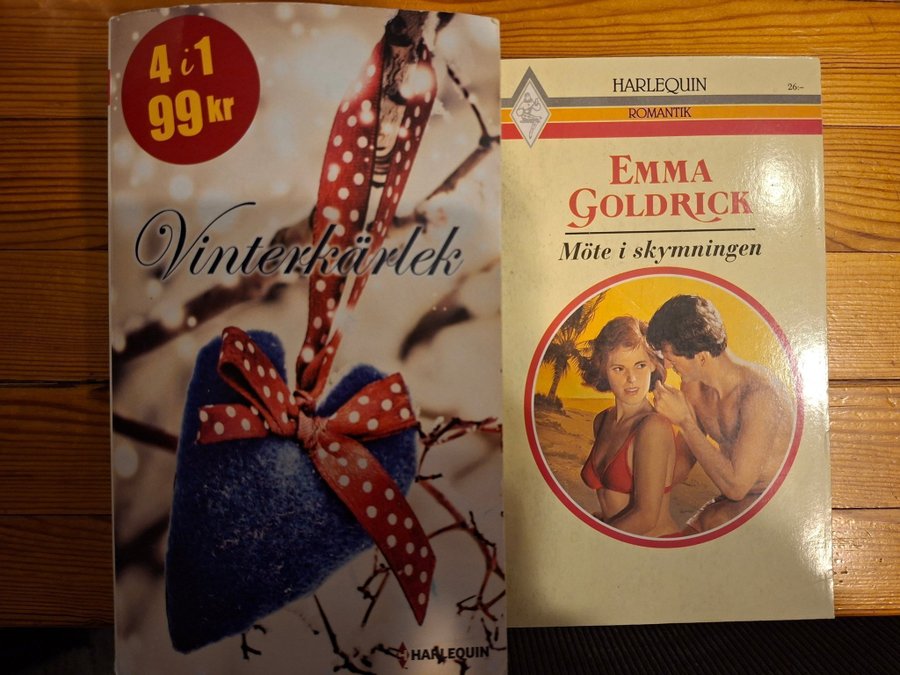 4 i 1
99 kr
Vinterkärlek
HARLEQUIN
HARLEQUIN
26:-
ROMANTIK
EMMA
GOLDRICK
Möte i skymningen